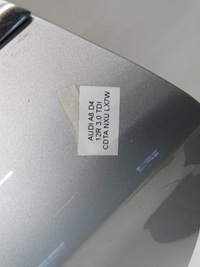 AUDI A8 D4
12R 3.0 TDI
CDTA NXU LX7W